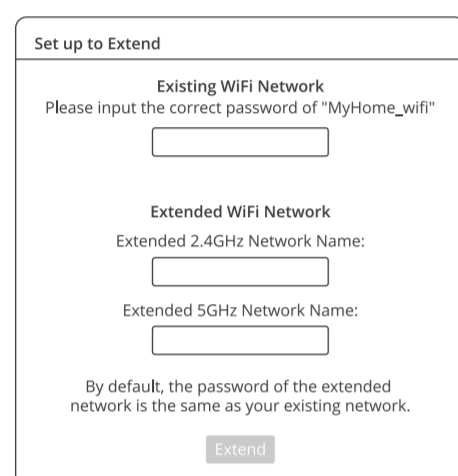 Set up to Extend
Existing WiFi Network
Please input the correct password of "MyHome_wifi"
Extended WiFi Network
Extended 2.4GHz Network Name:
Extended 5GHz Network Name:
By default, the password of the extended
network is the same as your existing network.
Extend